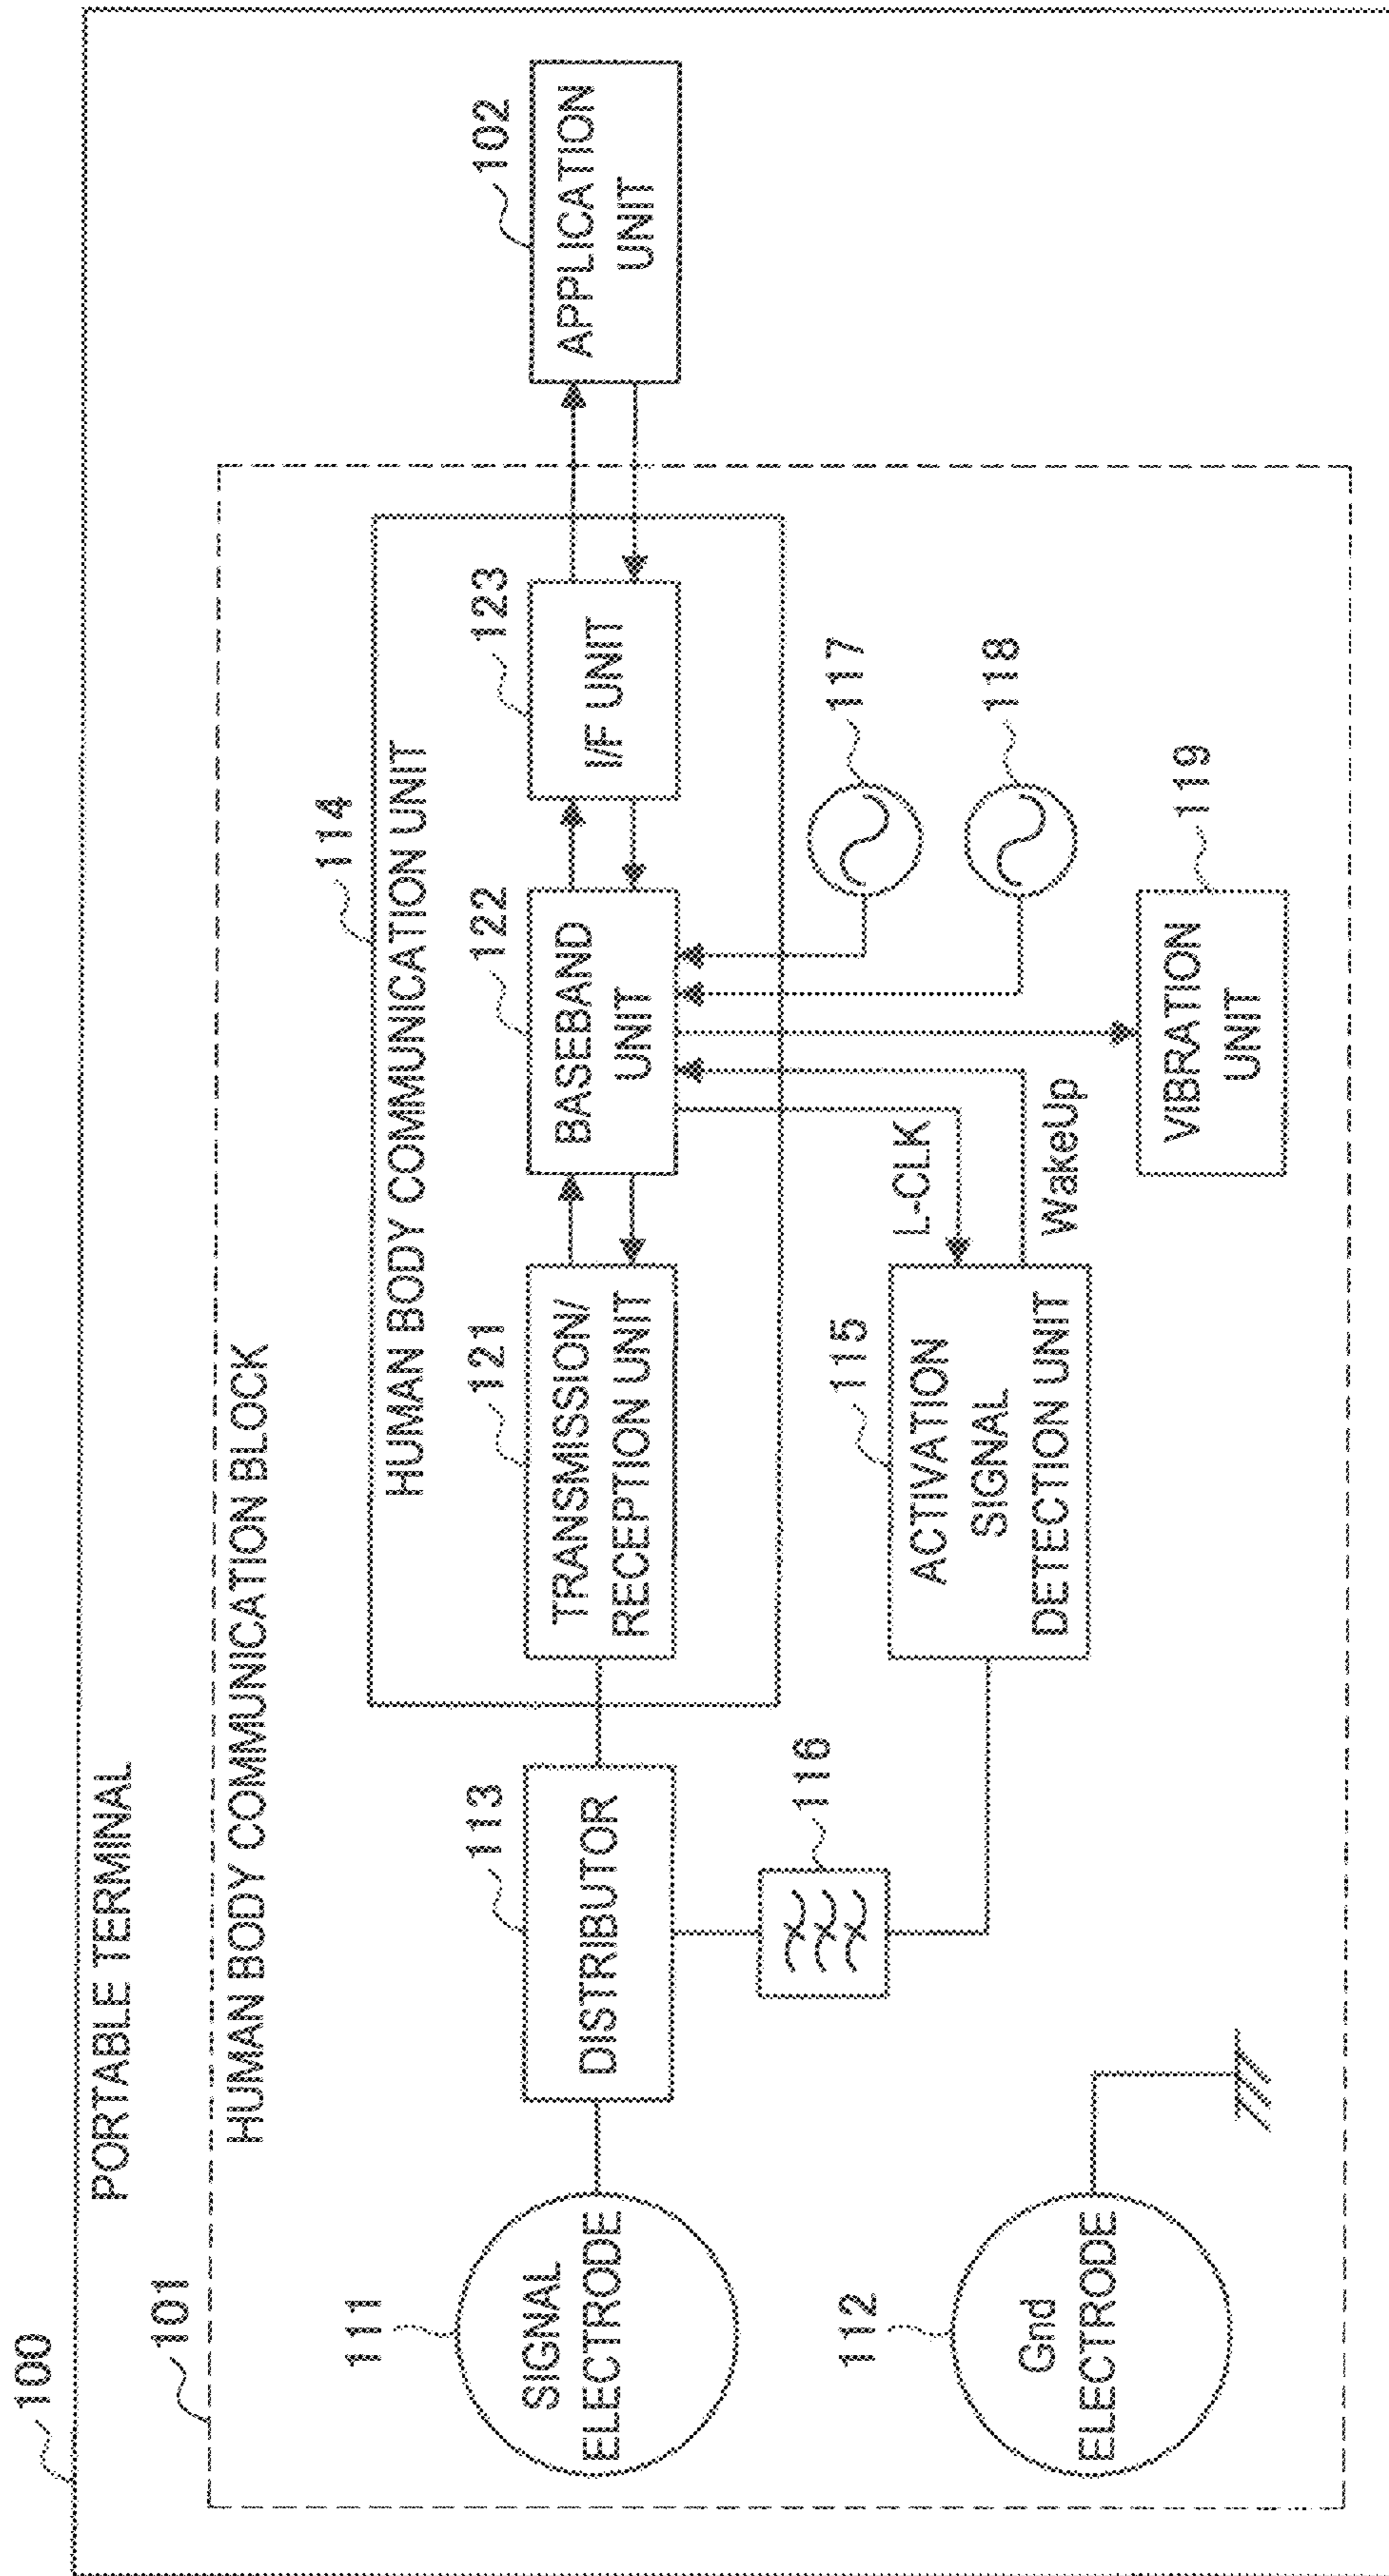 100
PORTABLE TERMINAL
101
HUMAN BODY COMMUNICATION BLOCK
114
HUMAN BODY COMMUNICATION UNIT
111
SIGNAL
ELECTRODE
113
DISTRIBUTOR
121
TRANSMISSION/
RECEPTION UNIT
122
BASEBAND
UNIT
123
I/F UNIT
102
APPLICATION
UNIT
116
115
ACTIVATION
SIGNAL
DETECTION UNIT
L-CLK
WakeUp
117
118
119
VIBRATION
UNIT
112
Gnd
ELECTRODE